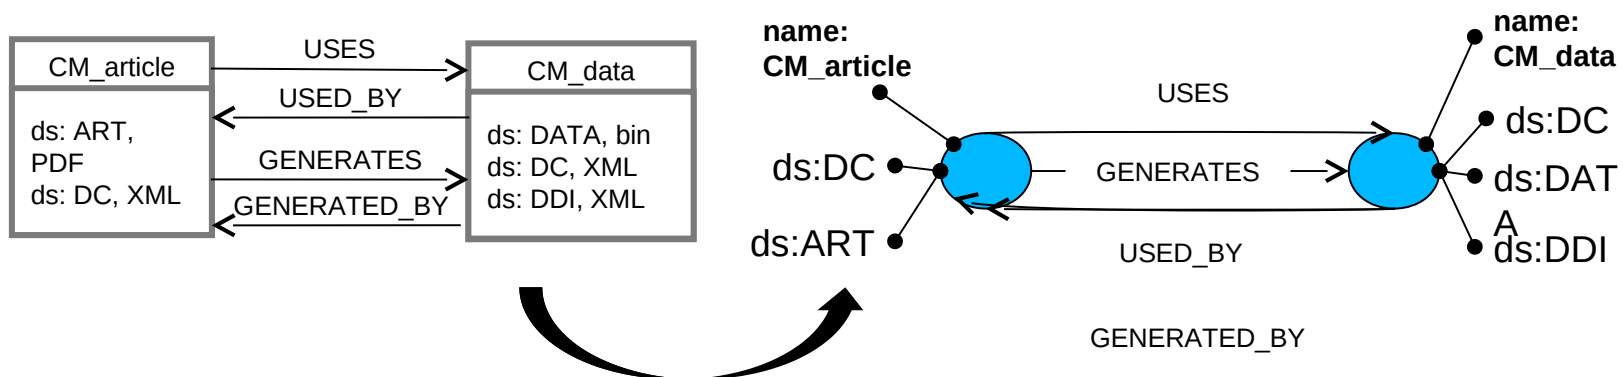 CM_article
ds: ART,
PDF
ds: DC, XML
USES
USED_BY
GENERATES
GENERATED_BY
CM_data
ds: DATA, bin
ds: DC, XML
ds: DDI, XML
name:
CM_article
ds:DC
ds:ART
USES
GENERATES
USED_BY
GENERATED_BY
name:
CM_data
ds:DC
ds:DAT
A
ds:DDI